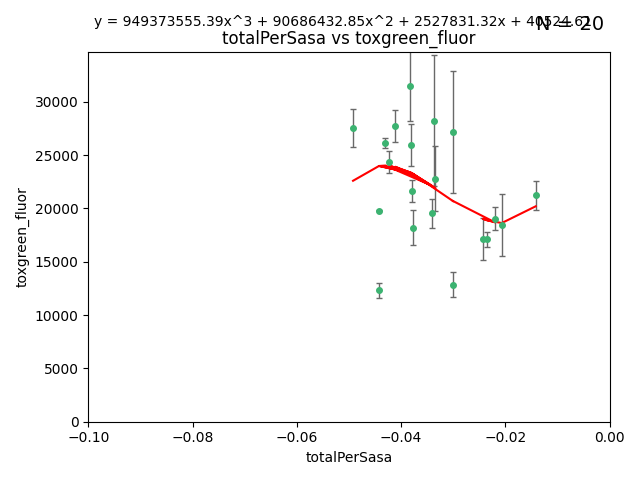 y = 949373555.39x^3 + 90686432.85x^2 + 2527831.32x + 40524.61
N = 20
totalPerSasa vs toxgreen_fluor
toxgreen_fluor
30000
25000
20000
15000
10000
5000
0
−0.10 −0.08 −0.06 −0.04 −0.02 0.00
totalPerSasa